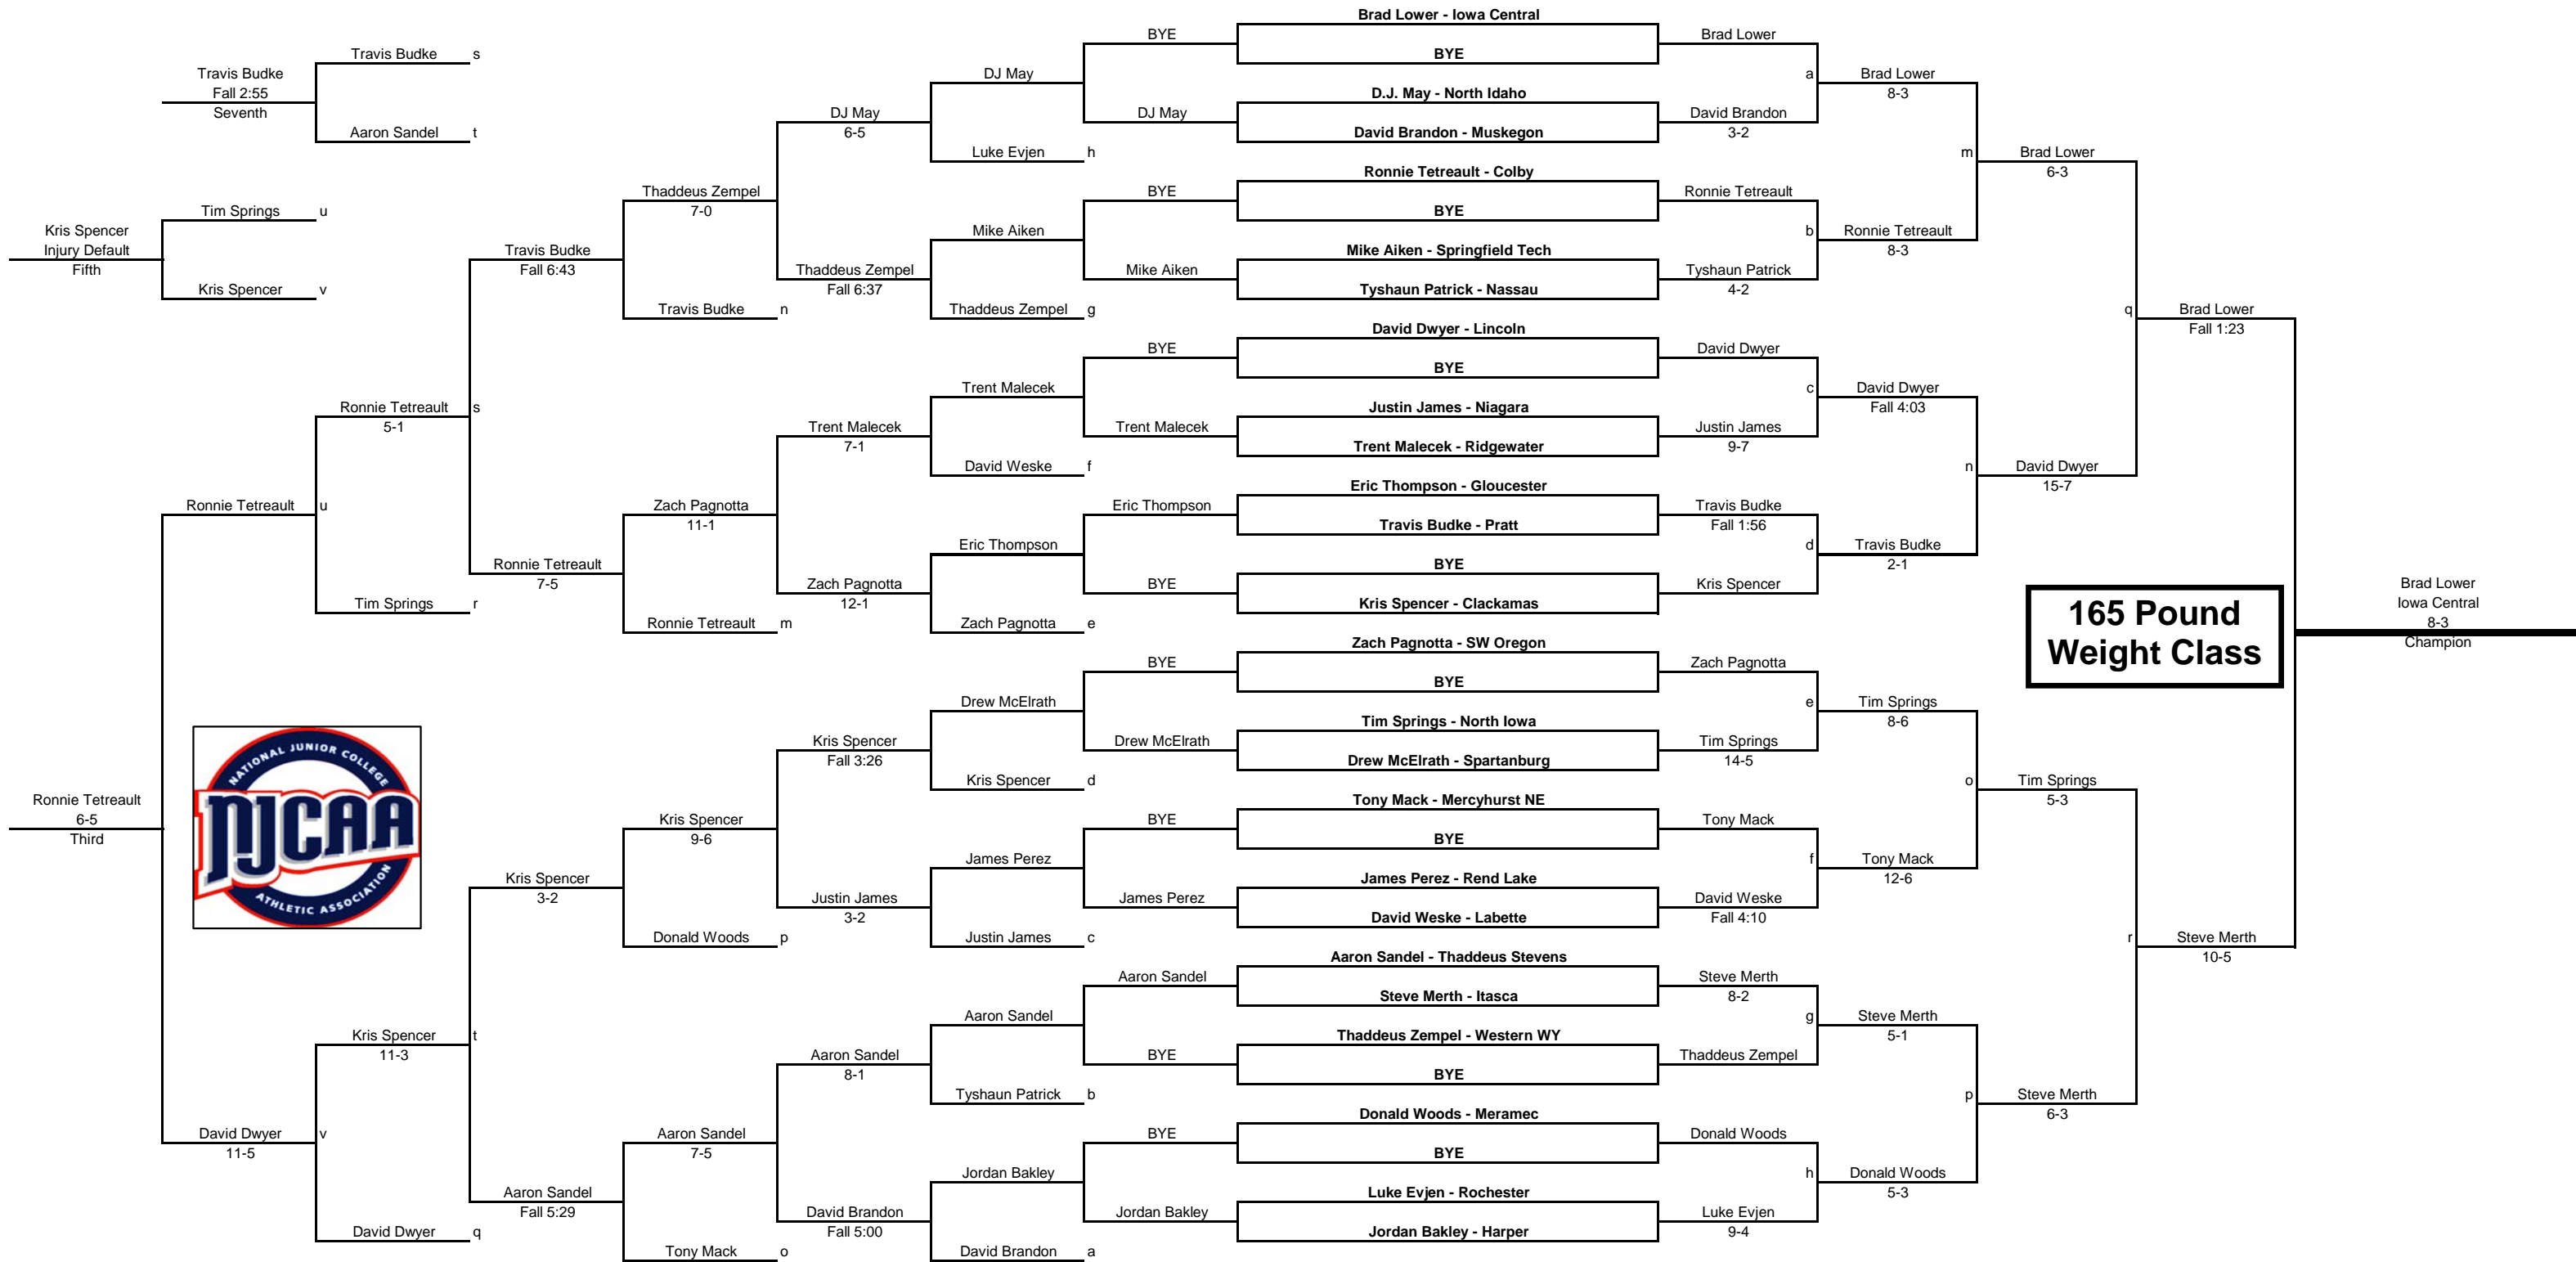 Brad Lower - Iowa Central
BYE
D.J. May - North Idaho
David Brandon - Muskegon
Ronnie Tetreault - Colby
BYE
Mike Aiken - Springfield Tech
Tyshaun Patrick - Nassau
David Dwyer - Lincoln
BYE
Justin James - Niagara
Trent Malecek - Ridgewater
Eric Thompson - Gloucester
Travis Budke - Pratt
BYE
Kris Spencer - Clackamas
Zach Pagnotta - SW Oregon
BYE
Tim Springs - North Iowa
Drew McElrath - Spartanburg
Tony Mack - Mercyhurst NE
BYE
James Perez - Rend Lake
David Weske - Labette
Aaron Sandel - Thaddeus Stevens
Steve Merth - Itasca
Thaddeus Zempel - Western WY
BYE
Donald Woods - Meramec
BYE
Luke Evjen - Rochester
Jordan Bakley - Harper
Brad Lower
a
David Brandon
3-2
Ronnie Tetreault
b
Tyshaun Patrick
4-2
David Dwyer
c
Justin James
9-7
Travis Budke
Fall 1:56
d
Kris Spencer
Zach Pagnotta
e
Tim Springs
14-5
Tony Mack
f
David Weske
Fall 4:10
Steve Merth
8-2
g
Thaddeus Zempel
Donald Woods
h
Luke Evjen
9-4
Brad Lower
8-3
m
Ronnie Tetreault
8-3
David Dwyer
Fall 4:03
n
Travis Budke
2-1
Tim Springs
8-6
o
Tony Mack
12-6
Steve Merth
5-1
p
Donald Woods
5-3
Brad Lower
6-3
q
David Dwyer
15-7
Tim Springs
5-3
r
Steve Merth
6-3
Brad Lower
Fall 1:23
Steve Merth
10-5
165 Pound
Weight Class
Brad Lower
Iowa Central
8-3
Champion
BYE
DJ May
BYE
Mike Aiken
BYE
Trent Malecek
Eric Thompson
BYE
BYE
Drew McElrath
BYE
James Perez
Aaron Sandel
BYE
BYE
Jordan Bakley
DJ May
Luke Evjen h
Mike Aiken
Thaddeus Zempel g
Trent Malecek
David Weske f
Eric Thompson
Zach Pagnotta e
Drew McElrath
Kris Spencer d
James Perez
Justin James c
Aaron Sandel
Tyshaun Patrick b
Jordan Bakley
David Brandon a
DJ May
6-5
Thaddeus Zempel
Fall 6:37
Trent Malecek
7-1
Zach Pagnotta
12-1
Kris Spencer
Fall 3:26
Justin James
3-2
Aaron Sandel
8-1
David Brandon
Fall 5:00
Thaddeus Zempel
7-0
Travis Budke n
Zach Pagnotta
11-1
Ronnie Tetreault m
Kris Spencer
9-6
Donald Woods p
Aaron Sandel
7-5
Tony Mack o
Travis Budke
Fall 6:43
s
Ronnie Tetreault
7-5
Kris Spencer
3-2
t
Aaron Sandel
Fall 5:29
Ronnie Tetreault
5-1
u
Tim Springs r
Kris Spencer
11-3
v
David Dwyer q
Ronnie Tetreault
David Dwyer
11-5
Ronnie Tetreault
6-5
Third
Travis Budke s
Aaron Sandel t
Travis Budke
Fall 2:55
Seventh
Tim Springs u
Kris Spencer v
Kris Spencer
Injury Default
Fifth
NATIONAL JUNIOR COLLEGE
NJCAA
ATHLETIC ASSOCIATION